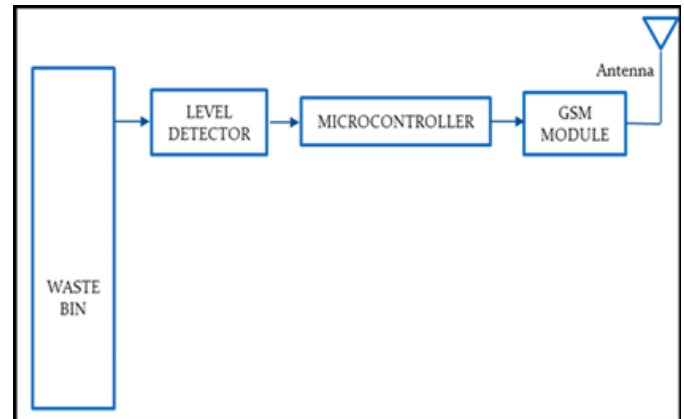 Antenna
LEVEL
DETECTOR
MICROCONTROLLER
GSM
MODULE
WASTE
BIN